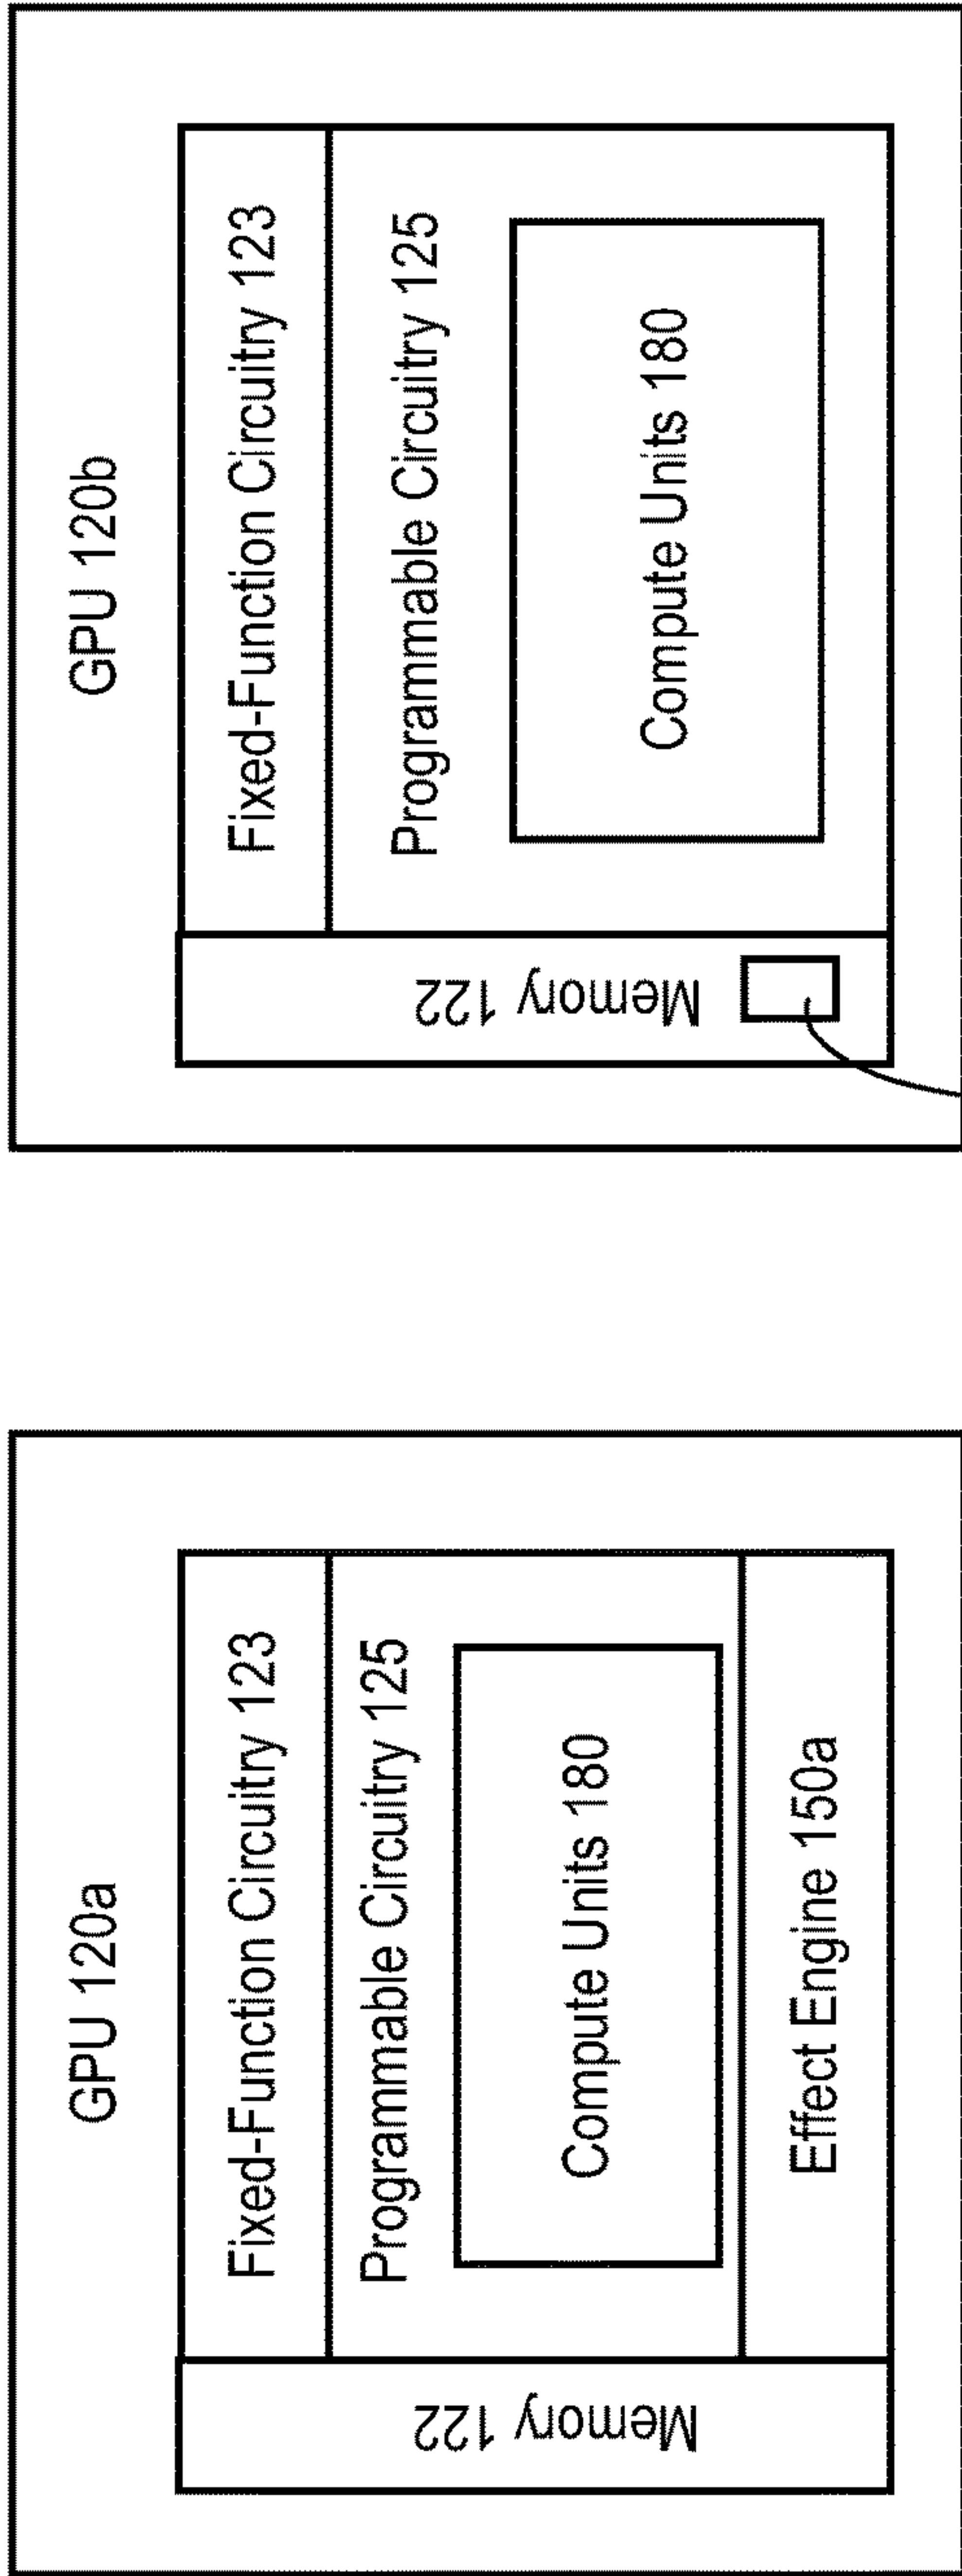 GPU 120a
Memory 122
Fixed-Function Circuitry 123
Programmable Circuitry 125
Compute Units 180
Effect Engine 150a
GPU 120b
Memory 122
Fixed-Function Circuitry 123
Programmable Circuitry 125
Compute Units 180